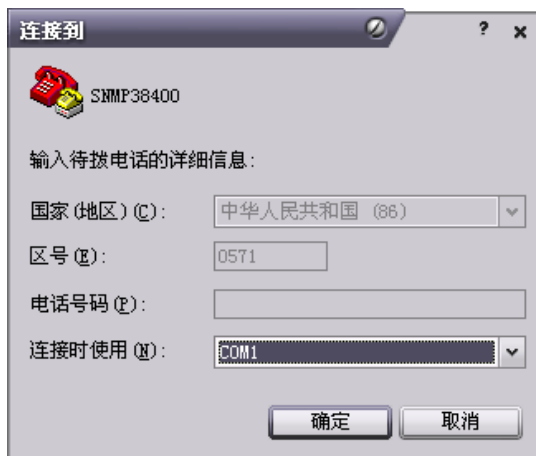 连接到
SNMP38400
输入待拨电话的详细信息:
国家(地区)(C): 中华人民共和国 (86)
区号(E): 0571
电话号码(P):
连接时使用(N): COM1
确定 取消